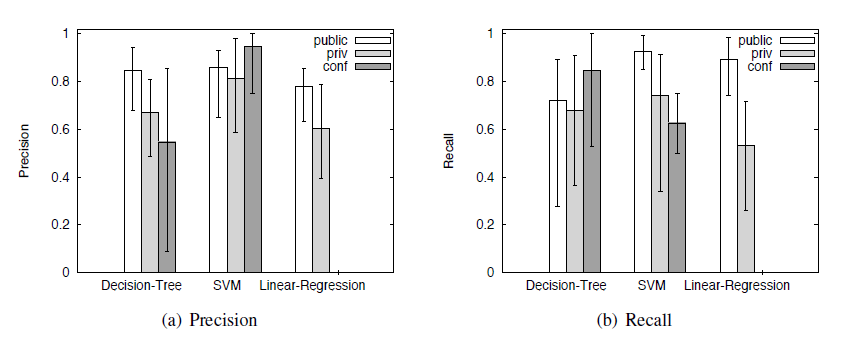 1
0.8
0.6
0.4
0.2
0
Precision
public
priv
conf
Decision-Tree SVM Linear-Regression
(a) Precision
1
0.8
0.6
0.4
0.2
0
Recall
public
priv
conf
Decision-Tree SVM Linear-Regression
(b) Recall